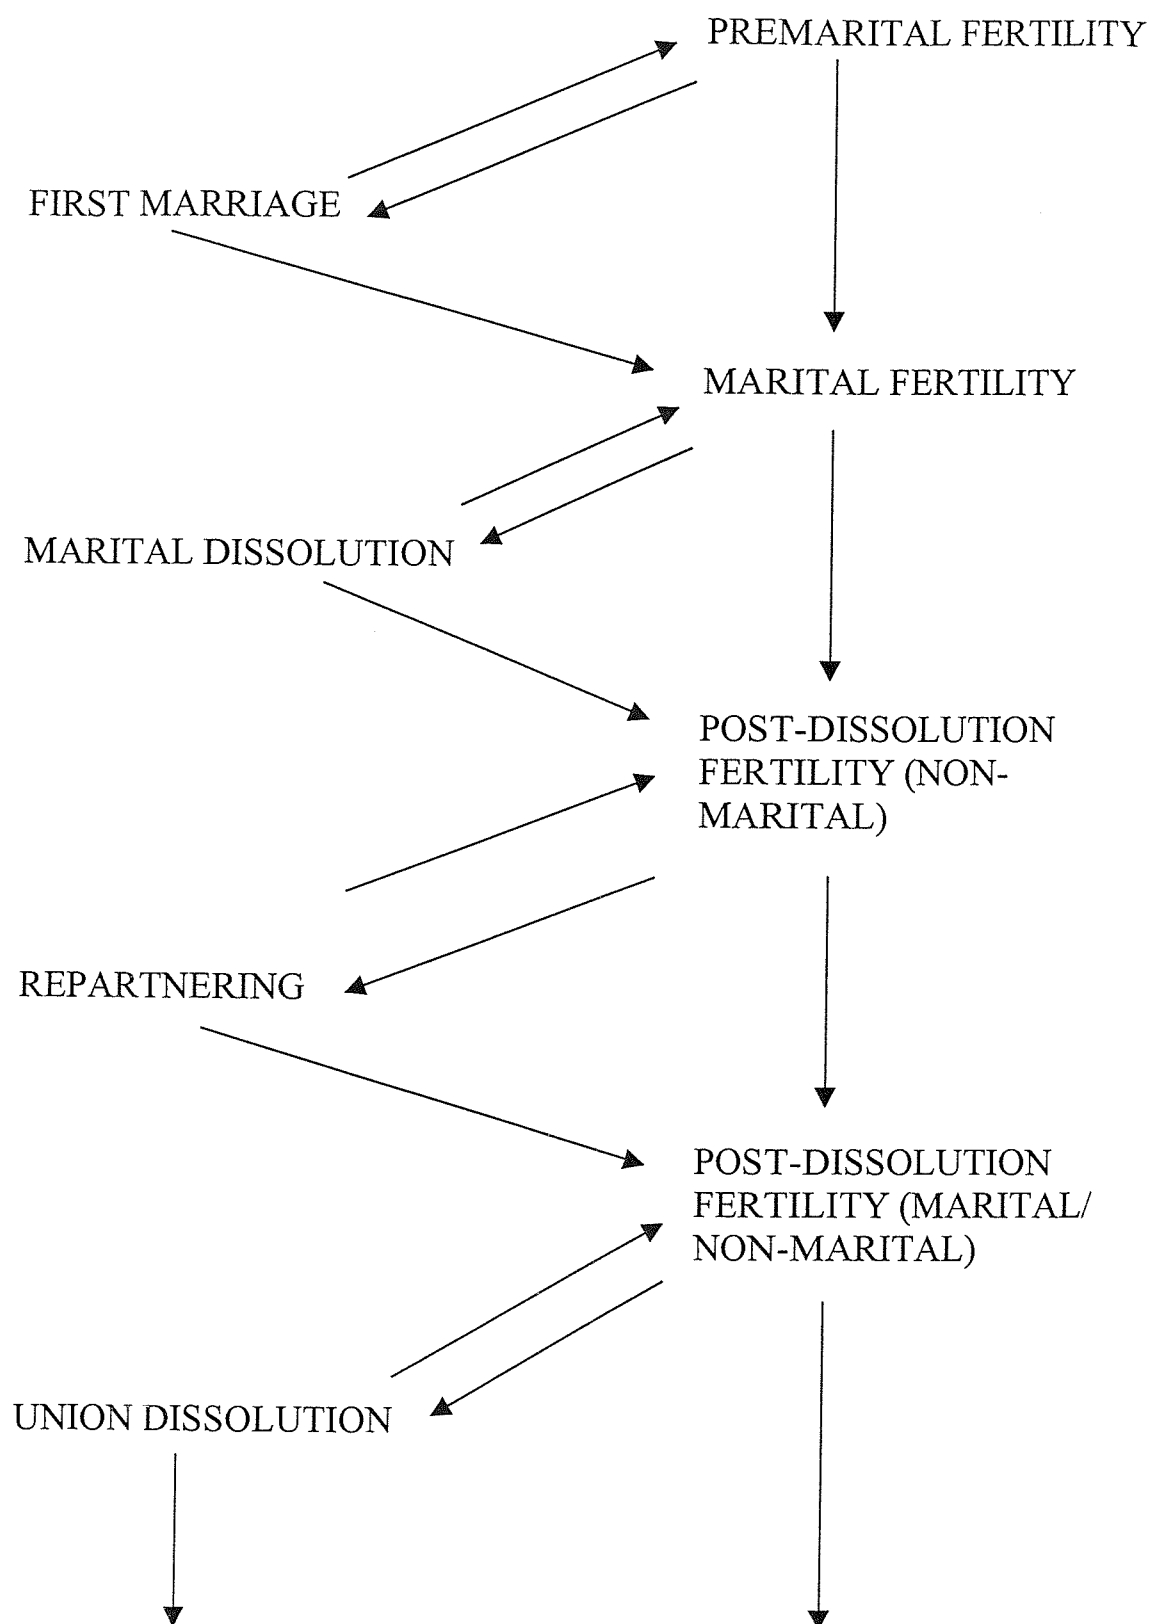 PREMARITAL FERTILITY
FIRST MARRIAGE
MARITAL FERTILITY
MARITAL DISSOLUTION
POST-DISSOLUTION
FERTILITY (NON-
MARITAL)
REPARTNERING
POST-DISSOLUTION
FERTILITY (MARITAL/
NON-MARITAL)
UNION DISSOLUTION